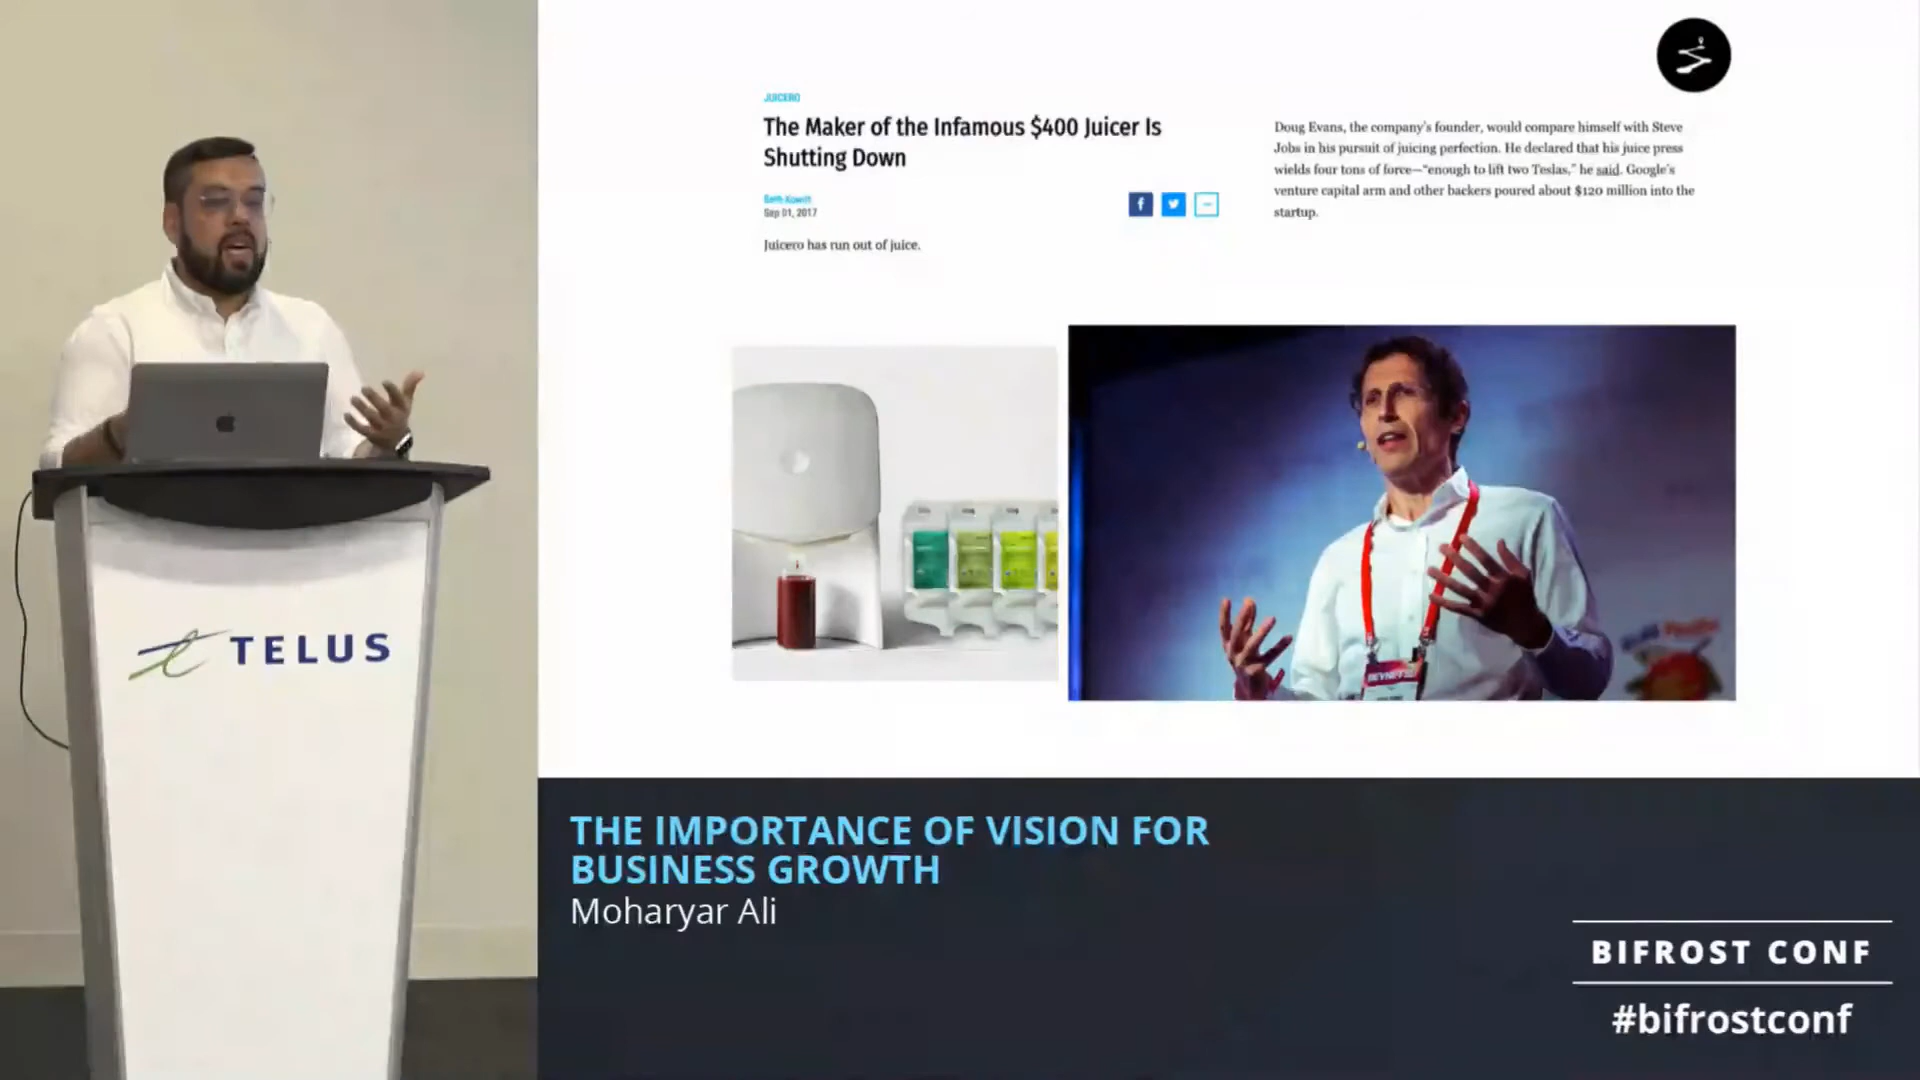 JUICERO
The Maker of the Infamous $400 Juicer Is
Shutting Down
Beth Kowitt
Sep 01, 2017
Juicero has run out of juice.
Doug Evans, the company's founder, would compare himself with Steve
Jobs in his pursuit of juicing perfection. He declared that his juice press
wields four tons of force—“enough to lift two Teslas,” he said. Google's
venture capital arm and other backers poured about $120 million into the
startup.
TELUS
THE IMPORTANCE OF VISION FOR
BUSINESS GROWTH
Moharyar Ali
BIFROST CONF
#bifrostconf